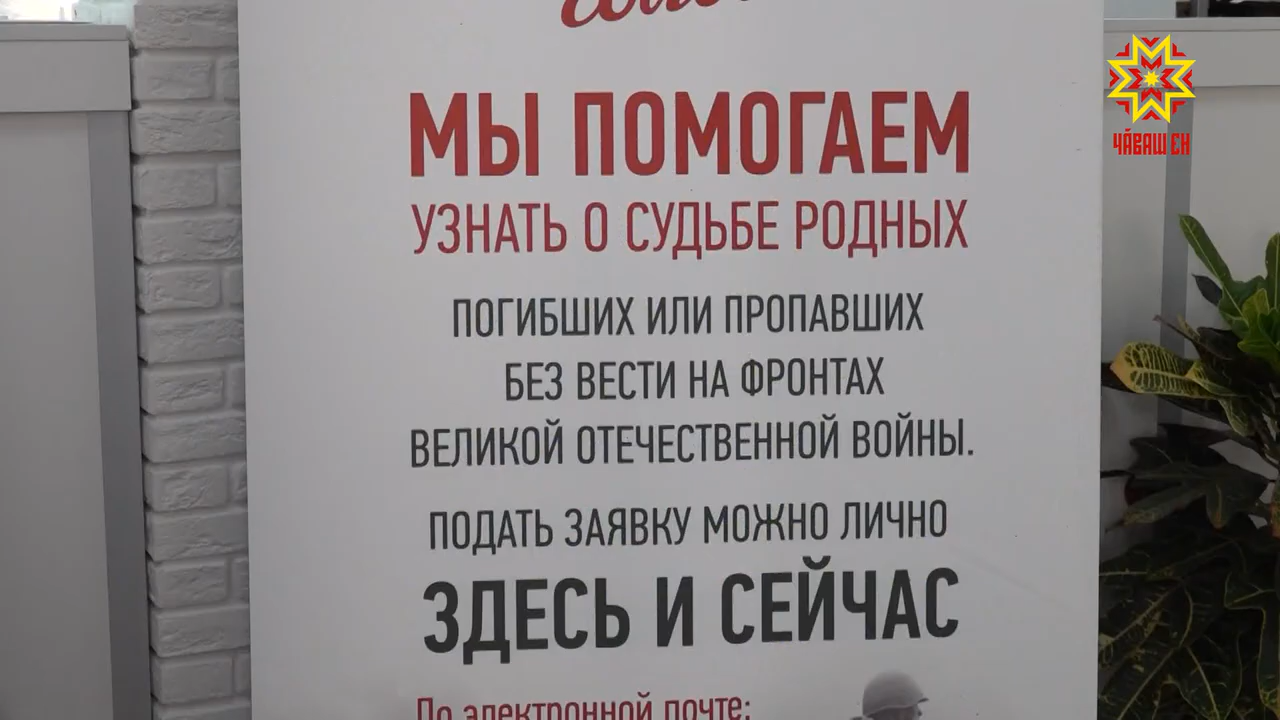 МЫ ПОМОГАЕМ
УЗНАТЬ О СУДЬБЕ РОДНЫХ
ПОГИБШИХ ИЛИ ПРОПАВШИХ
БЕЗ ВЕСТИ НА ФРОНТАХ
ВЕЛИКОЙ ОТЕЧЕСТВЕННОЙ ВОЙНЫ.
ПОДАТЬ ЗАЯВКУ МОЖНО ЛИЧНО
ЗДЕСЬ И СЕЙЧАС
По электронной почте:
ЧӐВАШ ЕН